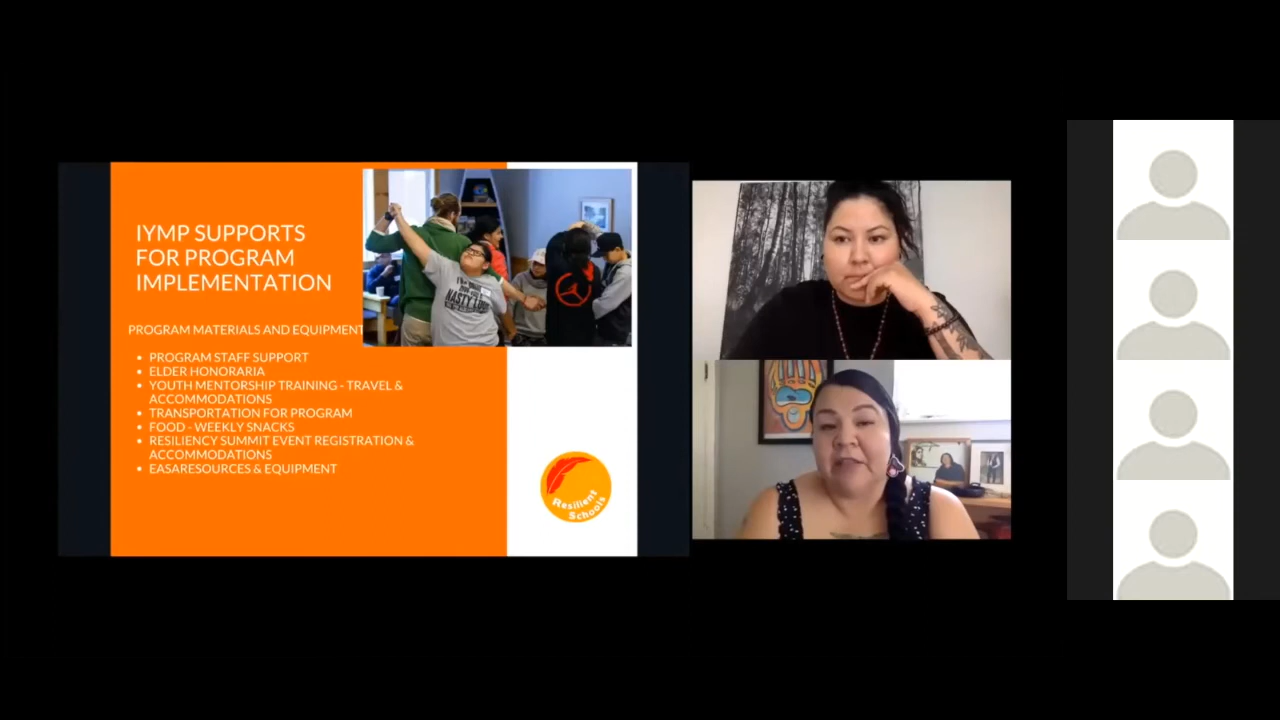 IYMP SUPPORTS
FOR PROGRAM
IMPLEMENTATION
PROGRAM MATERIALS AND EQUIPMENT
• PROGRAM STAFF SUPPORT
• ELDER HONORARIA
• YOUTH MENTORSHIP TRAINING - TRAVEL &
ACCOMMODATIONS
• TRANSPORTATION FOR PROGRAM
• FOOD - WEEKLY SNACKS
• RESILIENCY SUMMIT EVENT REGISTRATION &
ACCOMMODATIONS
• EASARESOURCES & EQUIPMENT
NASTY
Resilient
Schools